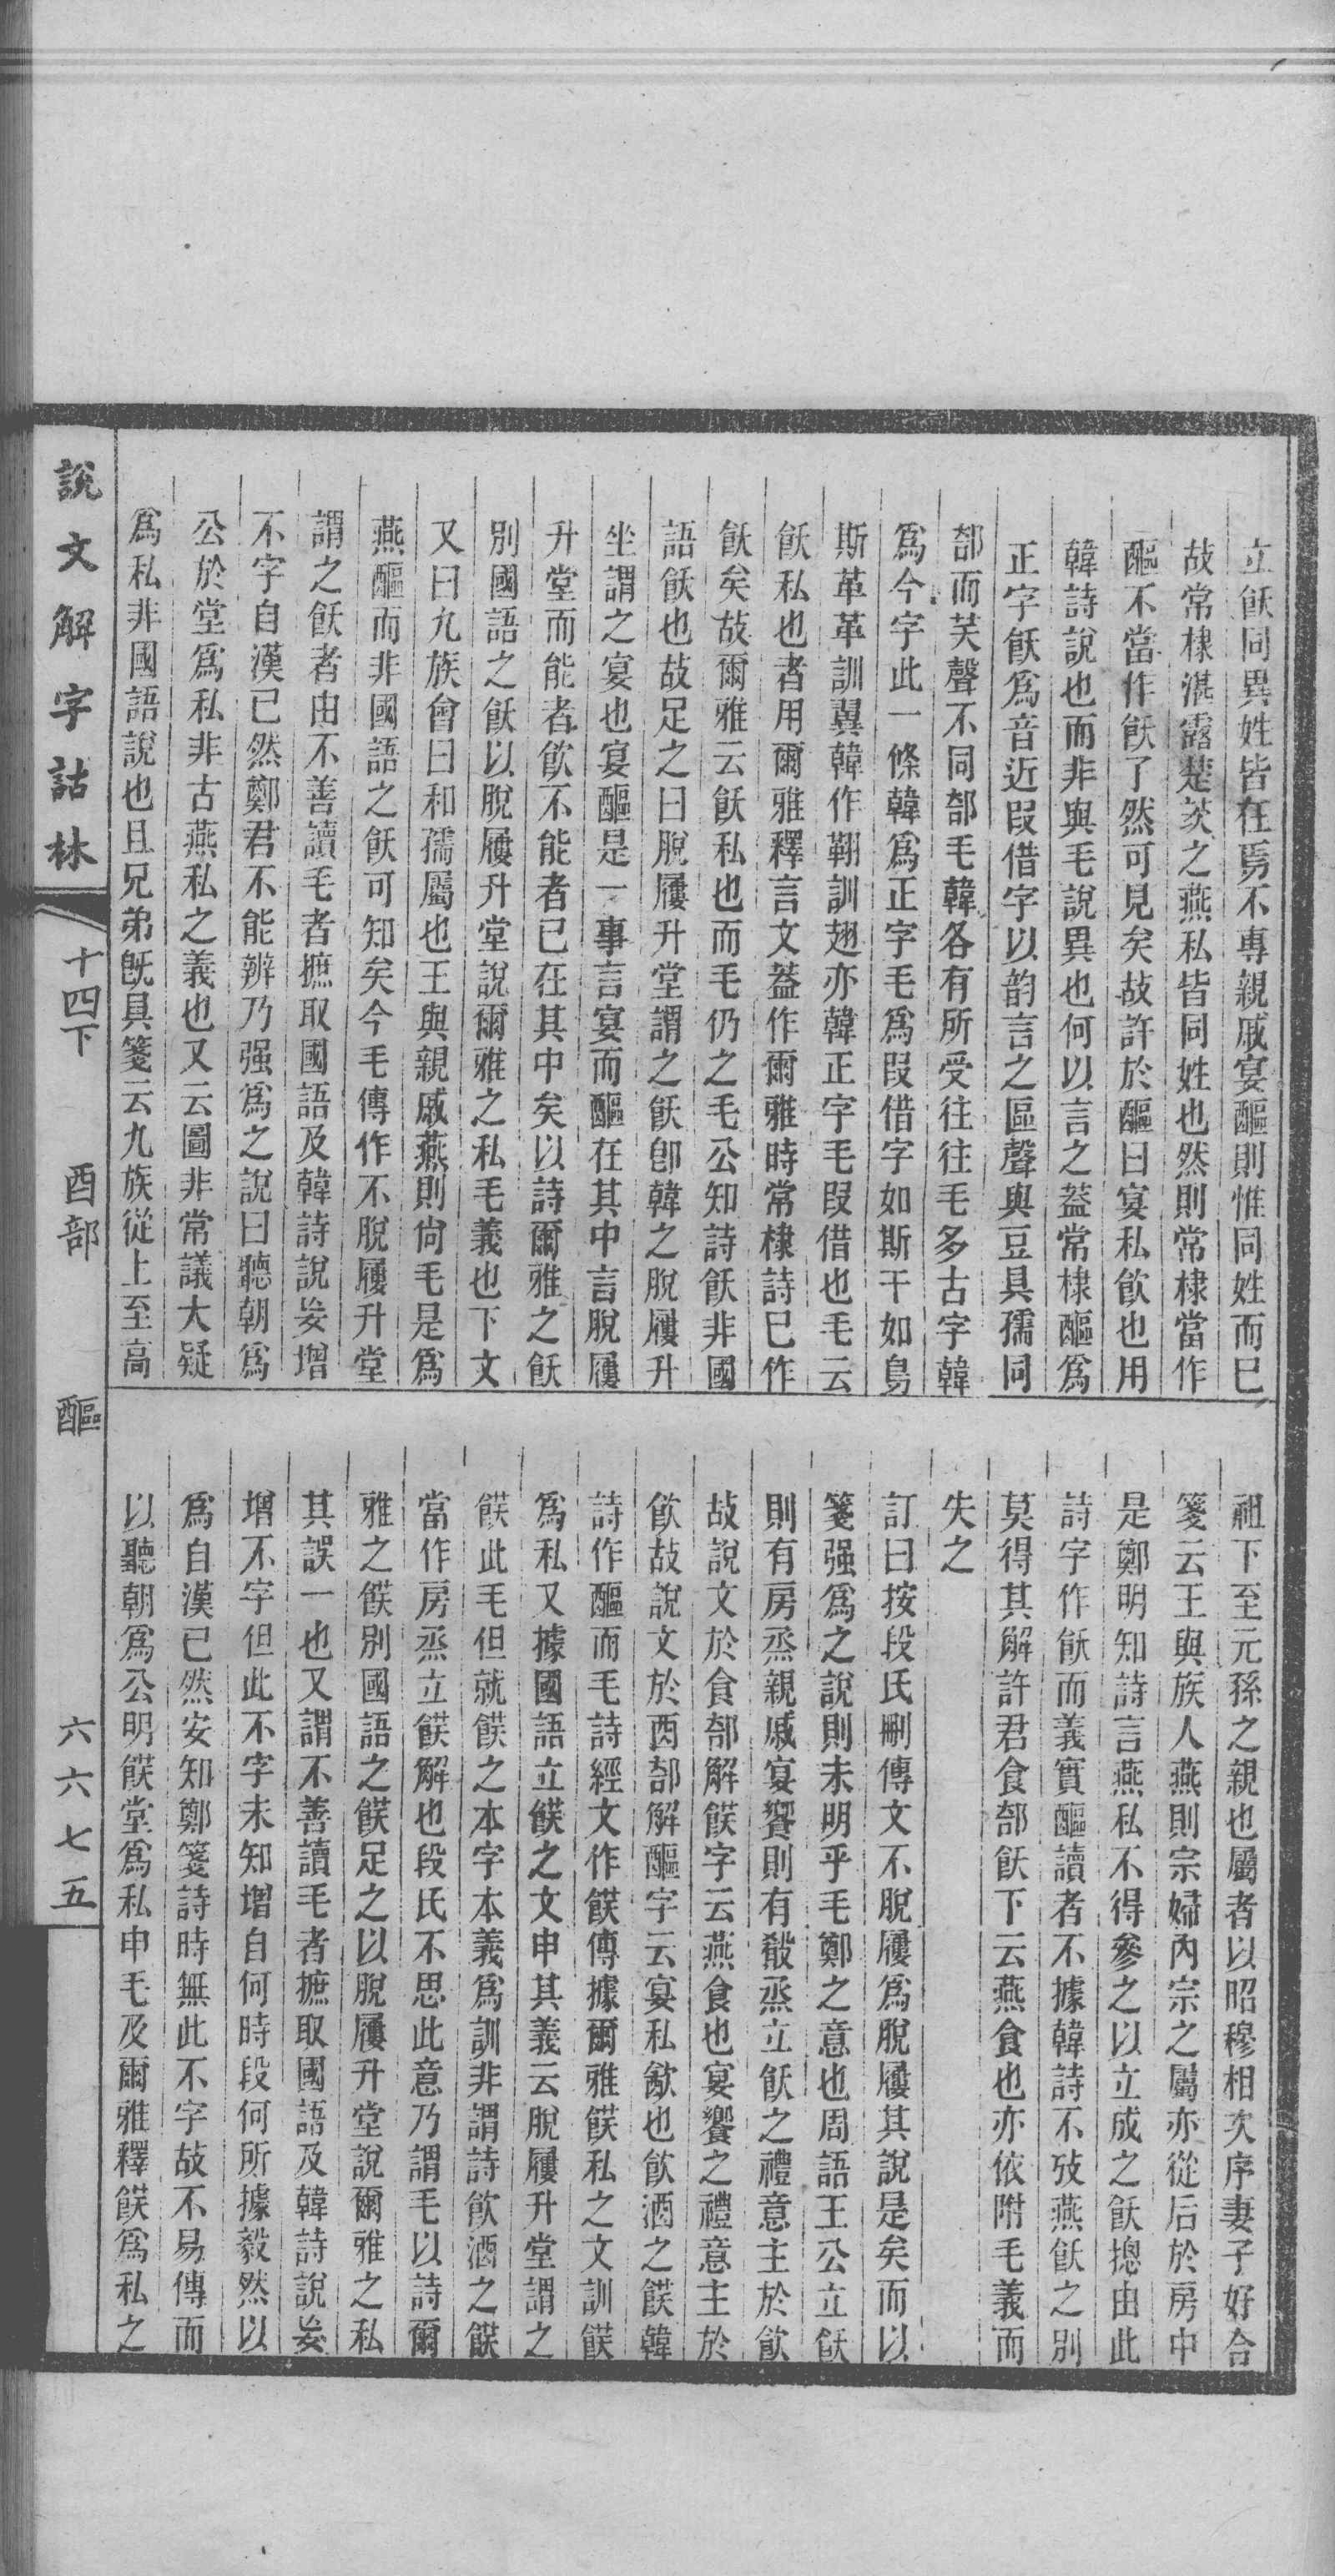 立飫同異姓皆在焉不專親戚宴醧則惟同姓而已
故常棣湛露楚茨之燕私皆同姓也然則常棣當作
醧不當作飫了然可見矣故許於醧曰宴私飲也用
韓詩說也而非與毛說異也何以言之葢常棣醧爲
正字飫爲音近叚借字以韵言之區聲與豆具孺同
部而芺聲不同部毛韓各有所受往往毛多古字韓
爲今字此一條韓爲正字毛爲叚借字如斯干如鳥
斯革革訓翼韓作䩻訓翅亦韓正字毛叚借也毛云
飫私也者用爾雅釋言文葢作爾雅時常棣詩已作
飫矣故爾雅云飫私也而毛仍之毛公知詩飫非國
語飫也故足之曰脫屨升堂謂之飫卽韓之脫屨升
坐謂之宴也宴醧是一事言宴而醧在其中言脫屨
升堂而能者飲不能者已在其中矣以詩爾雅之飫
別國語之飫以脫屨升堂說爾雅之私毛義也下文
又曰九族會曰和孺屬也王與親戚燕則尙毛是爲
燕醧而非國語之飫可知矣今毛傳作不脫屨升堂
謂之飫者由不善讀毛者摭取國語及韓詩說妄增
不字自漢已然鄭君不能辨乃强爲之說曰聽朝爲
公於堂爲私非古燕私之義也又云圖非常議大疑
爲私非國語說也且兄弟旣具箋云九族從上至高
祖下至元孫之親也屬者以昭穆相次序妻子好合
箋云王與族人燕則宗婦內宗之屬亦從后於房中
是鄭明知詩言燕私不得參之以立成之飫摠由此
詩字作飫而義實醧讀者不據韓詩不攷燕飫之別
莫得其解許君食部飫下云燕食也亦依附毛義而
失之
訂曰按段氏刪傳文不脫屨爲脫屨其說是矣而以
箋强爲之說則未明乎毛鄭之意也周語王公立飫
則有房烝親戚宴饗則有殽烝立飫之禮意主於飲
故說文於食部解䬼字云燕食也宴饗之禮意主於
飲故說文於酉部解醧字云宴私㱃也飲酒之䬼韓
詩作醧而毛詩經文作䬼傳據爾雅䬼私之文訓䬼
爲私又據國語立䬼之文申其義云脫屨升堂謂之
䬼此毛但就䬼之本字本義爲訓非謂詩飲酒之䬼
當作房烝立䬼解也段氏不思此意乃謂毛以詩爾
雅之䬼別國語之䬼足之以脫屨升堂說爾雅之私
其誤一也又謂不善讀毛者摭取國語及韓詩說妄
增不字但此不字未知增自何時段何所據毅然以
爲自漢已然安知鄭箋詩時無此不字故不易傳而
以聽朝爲公明䬼堂爲私申毛及爾雅釋䬼爲私之
說文解字詁林
十四下
酉部
醧
六六七五